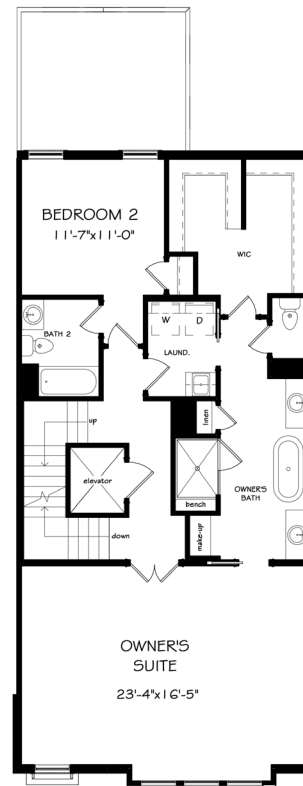 BEDROOM 2
11'-7"x11'-0"
WIC
BATH 2
W
D
LAUND.
up
linen
elevator
bench
OWNER'S
BATH
down
make-up
OWNER'S
SUITE
23'-4"x16'-5"